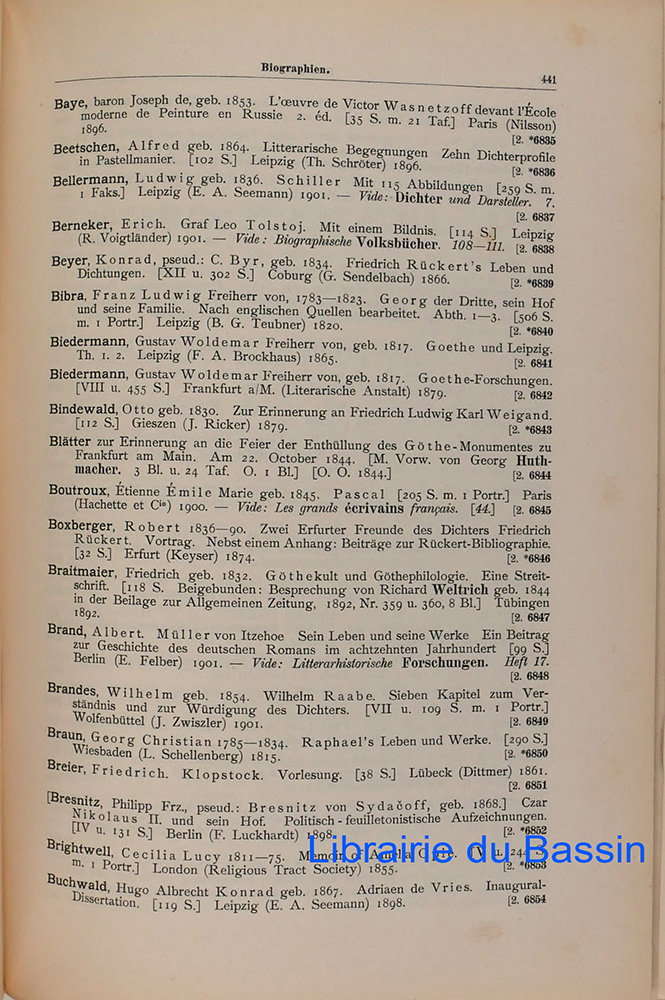 Biographien.
441
Baye, baron Joseph de, geb. 1853. L'œuvre de Victor Wasnetzoff devant l'École
moderne de Peinture en Russie 2. éd. [35 S. m. 21 Taf.] Paris (Nilsson)
1896.
[2. *6835
Beetschen, Alfred geb. 1864. Litterarische Begegnungen Zehn Dichterprofile
in Pastellmanier. [102 S.] Leipzig (Th. Schröter) 1896.
[2. *6836
Bellermann, Ludwig geb. 1836. Schiller Mit 115 Abbildungen [259 S. m.
1 Faks.] Leipzig (E. A. Seemann) 1901. — Vide: Dichter und Darsteller. 7.
[2. 6837
Berneker, Erich. Graf Leo Tolstoj. Mit einem Bildnis. [114 S.] Leipzig
(R. Voigtländer) 1901. — Vide: Biographische Volksbücher. 108—111. [2. 6838
Beyer, Konrad, pseud.: C. Byr, geb. 1834. Friedrich Rückert's Leben und
Dichtungen. [XII u. 302 S.] Coburg (G. Sendelbach) 1866. [2. *6839
Bibra, Franz Ludwig Freiherr von, 1783—1823. Georg der Dritte, sein Hof
und seine Familie. Nach englischen Quellen bearbeitet. Abth. 1—3. [506 S.
m. 1 Portr.] Leipzig (B. G. Teubner) 1820. [2. *6840
Biedermann, Gustav Woldemar Freiherr von, geb. 1817. Goethe und Leipzig.
Th. 1. 2. Leipzig (F. A. Brockhaus) 1865. [2. 6841
Biedermann, Gustav Woldemar Freiherr von, geb. 1817. Goethe-Forschungen.
[VIII u. 455 S.] Frankfurt a/M. (Literarische Anstalt) 1879. [2. 6842
Bindewald, Otto geb. 1830. Zur Erinnerung an Friedrich Ludwig Karl Weigand.
[112 S.] Gieszen (J. Ricker) 1879. [2. *6843
Blätter zur Erinnerung an die Feier der Enthüllung des Göthe-Monumentes zu
Frankfurt am Main. Am 22. October 1844. [M. Vorw. von Georg Huth-
macher. 3 Bl. u. 24 Taf. O. 1 Bl.] [O. O. 1844.] [2. 6844
Boutroux, Étienne Émile Marie geb. 1845. Pascal [205 S. m. 1 Portr.] Paris
(Hachette et Cie) 1900. — Vide: Les grands écrivains français. [44.] [2. 6845
Boxberger, Robert 1836—90. Zwei Erfurter Freunde des Dichters Friedrich
Rückert. Vortrag. Nebst einem Anhang: Beiträge zur Rückert-Bibliographie.
[32 S.] Erfurt (Keyser) 1874. [2. *6846
Braitmaier, Friedrich geb. 1832. Göthekult und Göthephilologie. Eine Streit-
schrift. [118 S. Beigebunden: Besprechung von Richard Weltrich geb. 1844
in der Beilage zur Allgemeinen Zeitung, 1892, Nr. 359 u. 360, 8 Bl.] Tübingen
1892. [2. 6847
Brand, Albert. Müller von Itzehoe Sein Leben und seine Werke Ein Beitrag
zur Geschichte des deutschen Romans im achtzehnten Jahrhundert [99 S.]
Berlin (E. Felber) 1901. — Vide: Litterarhistorische Forschungen. Heft 17.
[2. 6848
Brandes, Wilhelm geb. 1854. Wilhelm Raabe. Sieben Kapitel zum Ver-
ständnis und zur Würdigung des Dichters. [VII u. 109 S. m. 1 Portr.]
Wolfenbüttel (J. Zwiszler) 1901. [2. 6849
Braun, Georg Christian 1785—1834. Raphael's Leben und Werke. [290 S.]
Wiesbaden (L. Schellenberg) 1815. [2. *6850
Breier, Friedrich. Klopstock. Vorlesung. [38 S.] Lübeck (Dittmer) 1861.
[2. 6851
[Bresnitz, Philipp Frz., pseud.: Bresnitz von Sydačoff, geb. 1868.] Czar
Nikolaus II. und sein Hof. Politisch-feuilletonistische Aufzeichnungen.
[IV u. 131 S.] Berlin (F. Luckhardt) 1898. [2. *6852
Brightwell, Cecilia Lucy 1811—75. Memoir of Amelia
m. 1 Portr.] London (Religious Tract Society) 1855. [2. *6853
Buchwald, Hugo Albrecht Konrad geb. 1867. Adriaen de Vries. Inaugural-
Dissertation. [119 S.] Leipzig (E. A. Seemann) 1898. [2. 6854
Librairie du Bassin